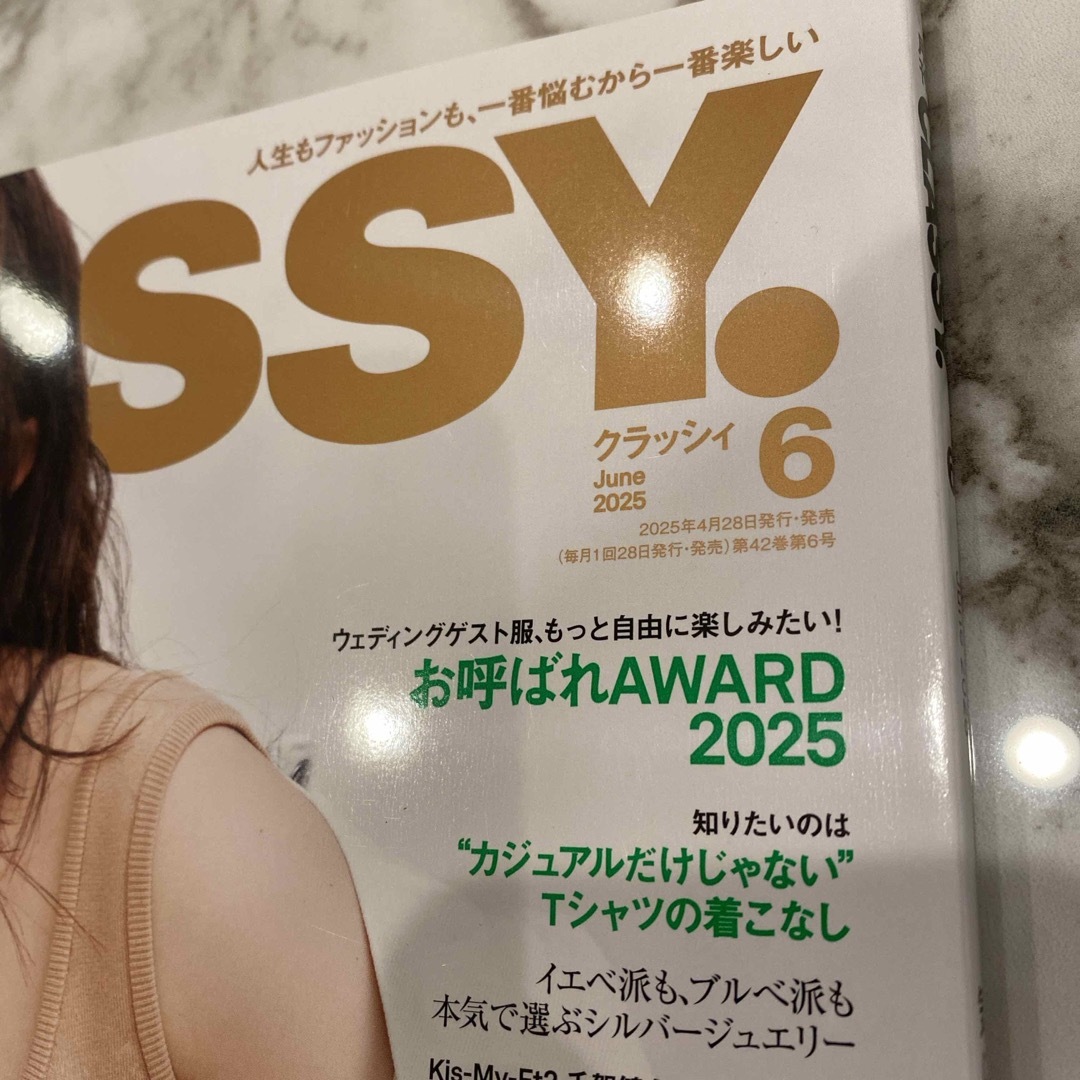 人生もファッションも、一番悩むから一番楽しい
SSY.
クラッシィ
6
June
2025
2025年4月28日発行・発売
(毎月1回28日発行・発売)第42巻第6号
ウェディングゲスト服、もっと自由に楽しみたい!
お呼ばれAWARD
2025
知りたいのは
“カジュアルだけじゃない”
Tシャツの着こなし
イエベ派も、ブルベ派も
本気で選ぶシルバージュエリー
Kis-My-Ft2